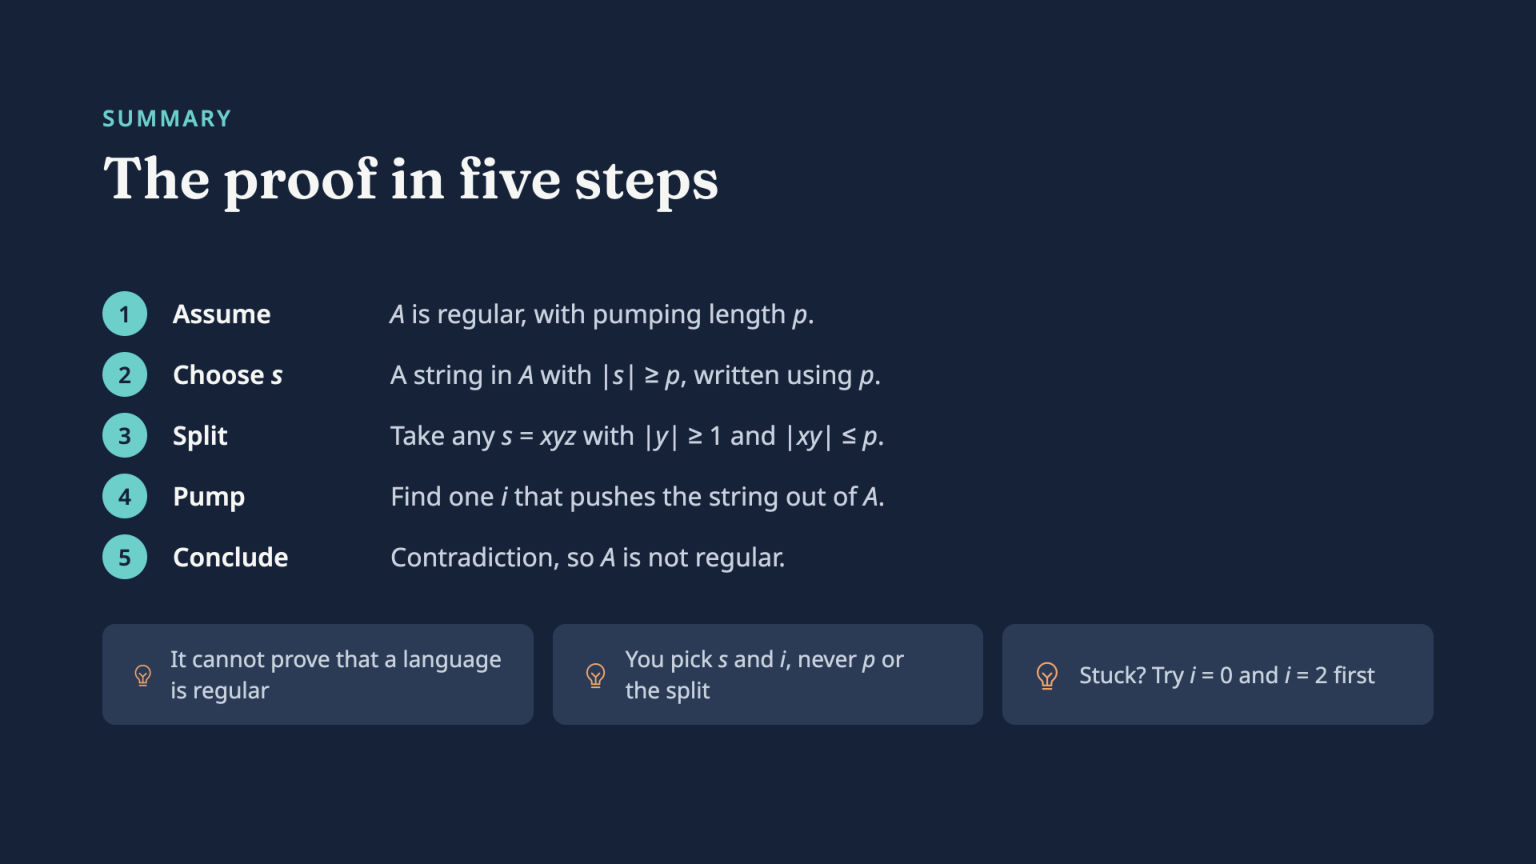 SUMMARY
The proof in five steps
1 Assume A is regular, with pumping length p.
2 Choose s A string in A with |s| ≥ p, written using p.
3 Split Take any s = xyz with |y| ≥ 1 and |xy| ≤ p.
4 Pump Find one i that pushes the string out of A.
5 Conclude Contradiction, so A is not regular.
It cannot prove that a language
is regular
You pick s and i, never p or
the split
Stuck? Try i = 0 and i = 2 first